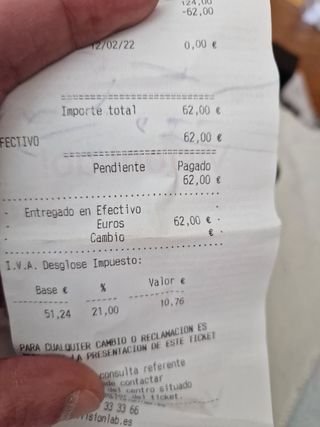 124,00
-62,00
12/02/22 0,00 €
Importe total 62,00 €
EFECTIVO 62,00 €
Pendiente Pagado
62,00 €
- Entregado en Efectivo
- Euros 62,00 €
- Cambio €
I.V.A. Desglose Impuesto:
Base € % Valor €
51,24 21,00 10,76
PARA CUALQUIER CAMBIO O RECLAMACION ES
LA PRESENTACION DE ESTE TICKET
consulta referente
contactar
del centro situado
del ticket.
33 33 66
visionlab.es